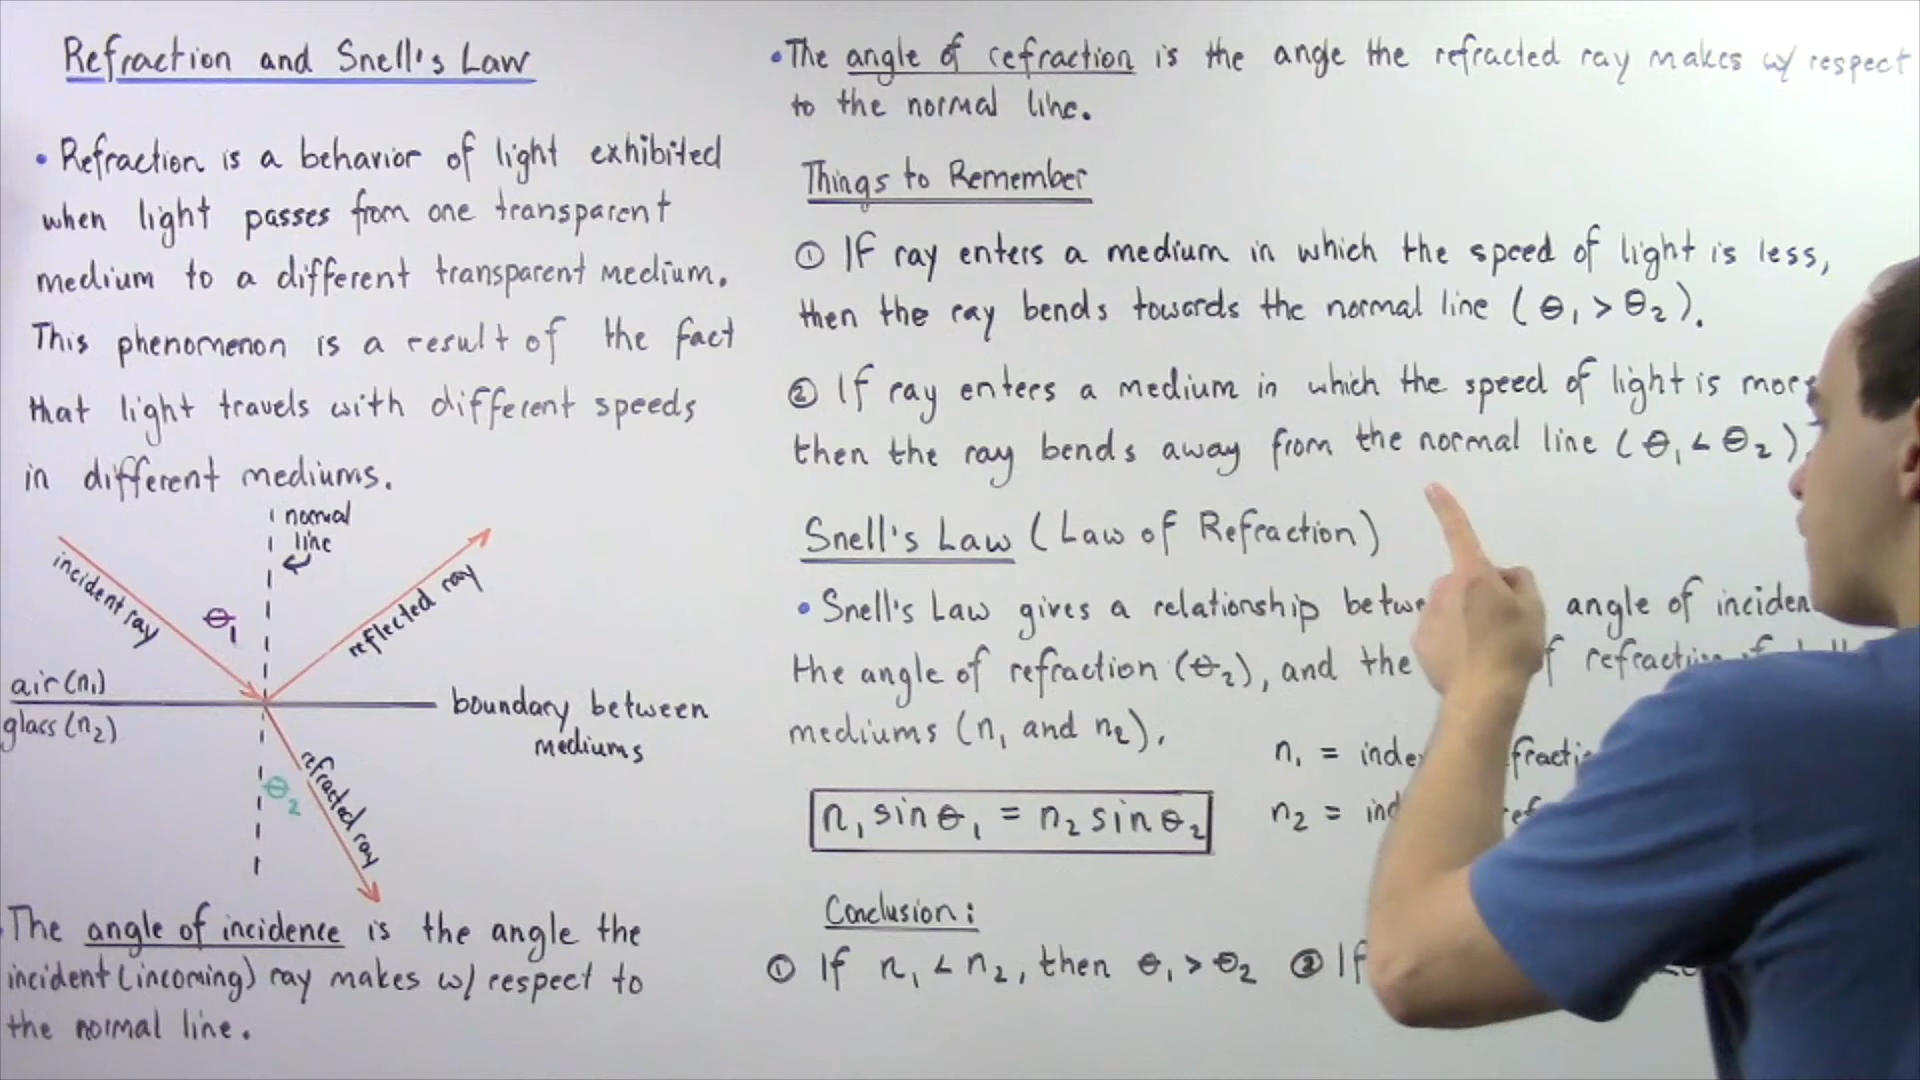 Refraction and Snell's Law
• Refraction is a behavior of light exhibited
when light passes from one transparent
medium to a different transparent medium.
This phenomenon is a result of the fact
that light travels with different speeds
in different mediums.
normal
line
incident ray
θ₁
reflected ray
air (n₁)
glass (n₂)
boundary between
mediums
refracted ray
θ₂
The angle of incidence is the angle the
incident (incoming) ray makes w/ respect to
the normal line.
• The angle of refraction is the angle the refracted ray makes w/ respect
to the normal line.
Things to Remember
① If ray enters a medium in which the speed of light is less,
then the ray bends towards the normal line (θ₁ > θ₂).
② If ray enters a medium in which the speed of light is more
then the ray bends away from the normal line (θ₁ < θ₂).
Snell's Law (Law of Refraction)
• Snell's Law gives a relationship angle of
the angle of refraction (θ₂), and the
mediums (n₁ and n₂).
n₁ =
n₂ =
n₁ sinθ₁ = n₂ sinθ₂
Conclusion:
① If n₁ < n₂, then θ₁ > θ₂ ② If